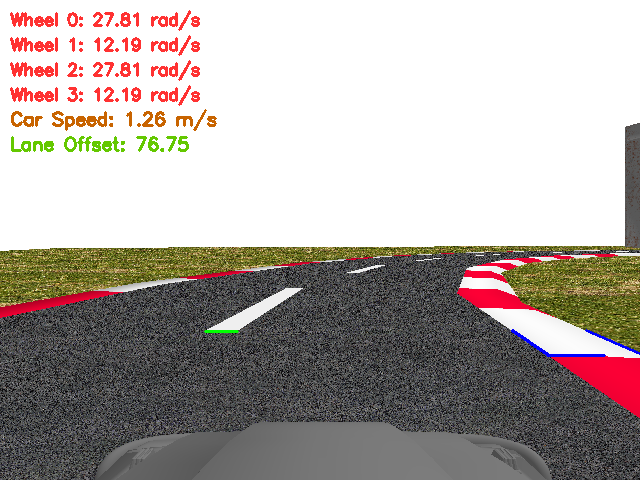 Wheel 0: 27.81 rad/s
Wheel 1: 12.19 rad/s
Wheel 2: 27.81 rad/s
Wheel 3: 12.19 rad/s
Car Speed: 1.26 m/s
Lane Offset: 76.75